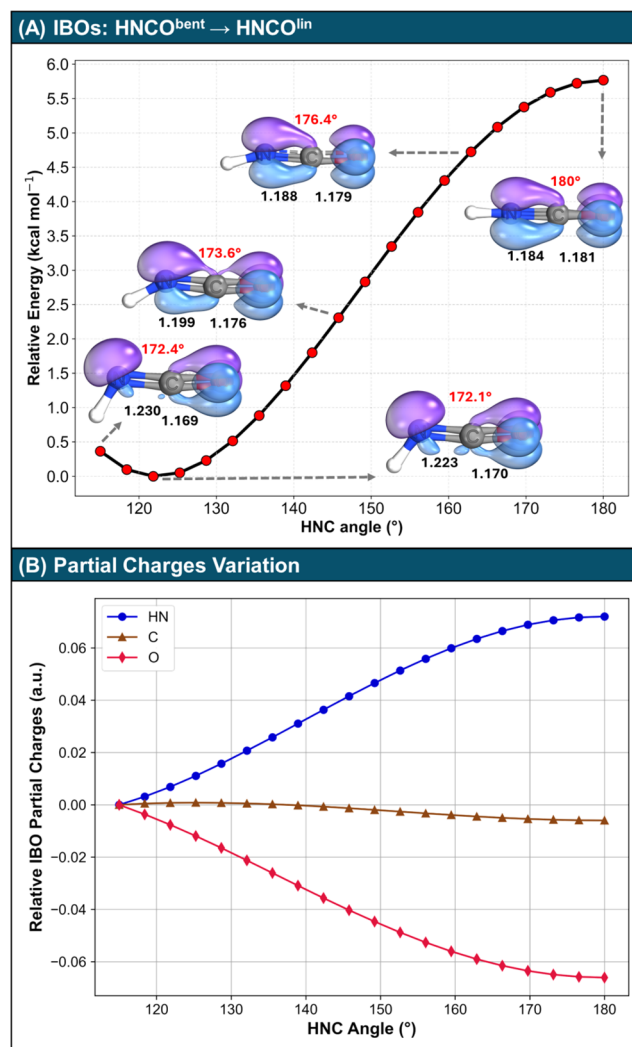 (A) IBOs: HNCO^bent → HNCO^lin
Relative Energy (kcal mol⁻¹)
6.0
5.5
5.0
4.5
4.0
3.5
3.0
2.5
2.0
1.5
1.0
0.5
0.0
176.4°
N C
1.188 1.179
180°
N C
1.184 1.181
173.6°
N C
1.199 1.176
172.4°
N C
1.230 1.169
172.1°
N C
1.223 1.170
120 130 140 150 160 170 180
HNC angle (°)
(B) Partial Charges Variation
Relative IBO Partial Charges (a.u.)
HN
C
O
0.06
0.04
0.02
0.00
−0.02
−0.04
−0.06
120 130 140 150 160 170 180
HNC Angle (°)